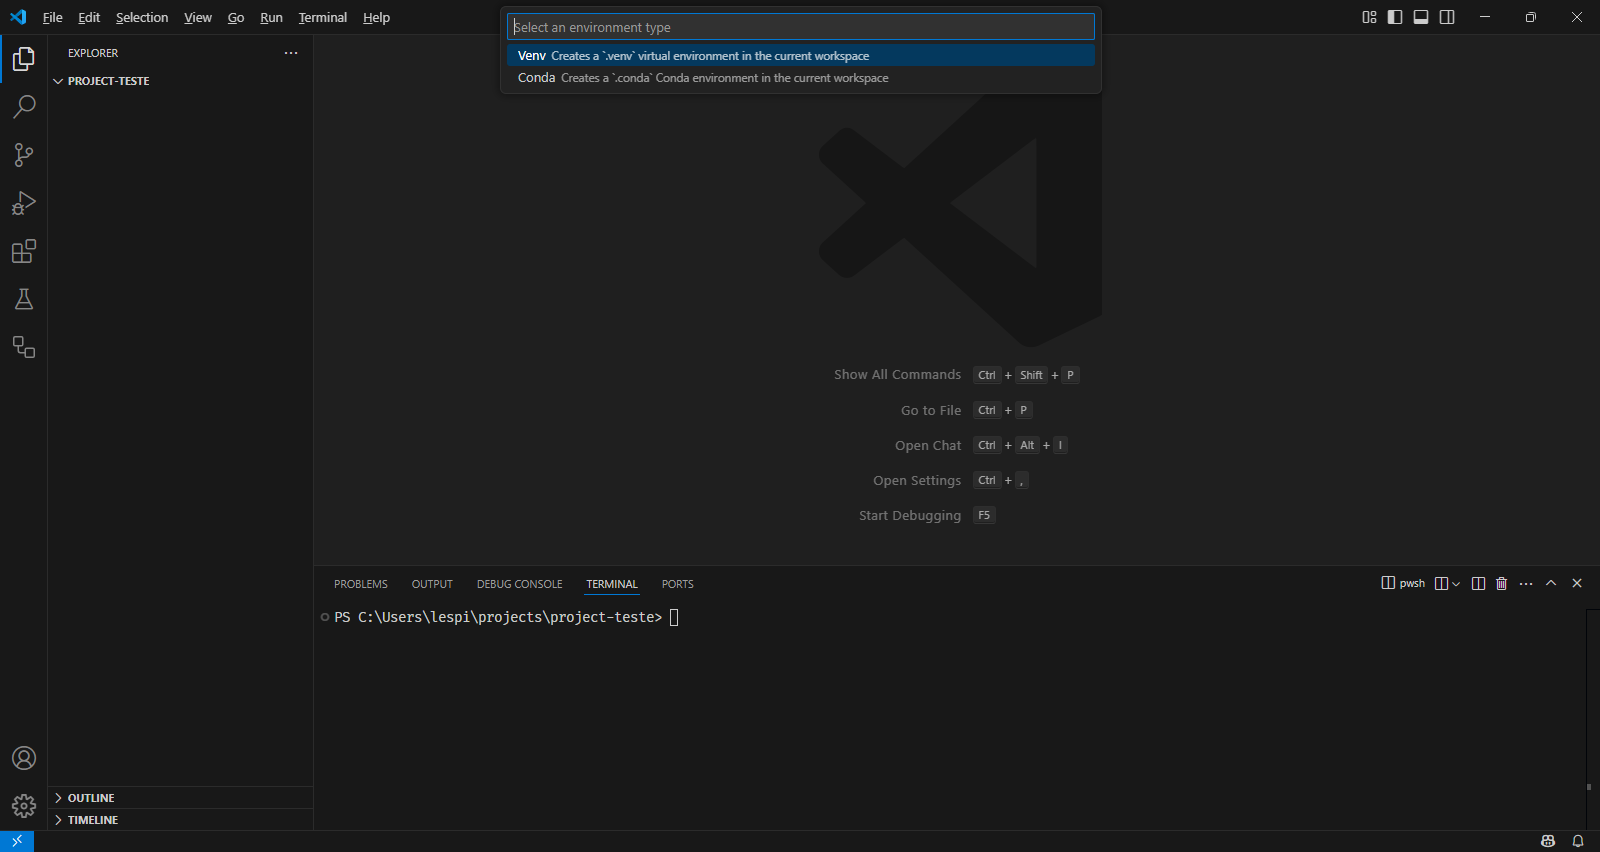 File Edit Selection View Go Run Terminal Help
Select an environment type
Venv Creates a `.venv` virtual environment in the current workspace
Conda Creates a `.conda` Conda environment in the current workspace
EXPLORER
PROJECT-TESTE
Show All Commands Ctrl + Shift + P
Go to File Ctrl + P
Open Chat Ctrl + Alt + I
Open Settings Ctrl + ,
Start Debugging F5
PROBLEMS OUTPUT DEBUG CONSOLE TERMINAL PORTS
pwsh
PS C:\Users\lespi\projects\project-teste>
OUTLINE
TIMELINE